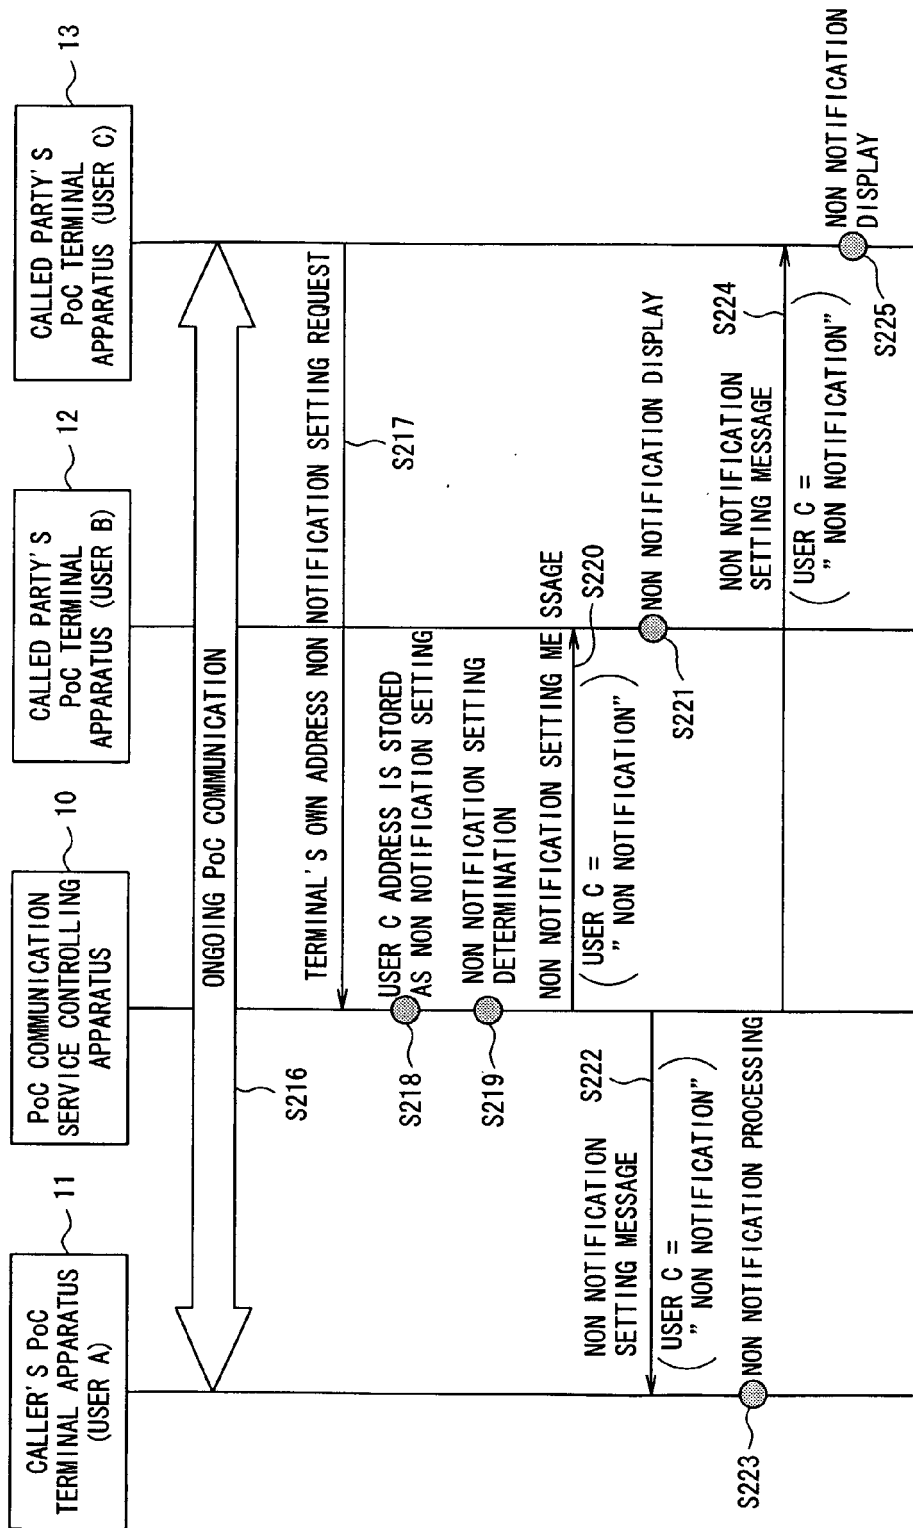 CALLER'S PoC
TERMINAL APPARATUS
(USER A)
11
PoC COMMUNICATION
SERVICE CONTROLLING
APPARATUS
10
CALLED PARTY'S
PoC TERMINAL
APPARATUS (USER B)
12
CALLED PARTY'S
PoC TERMINAL
APPARATUS (USER C)
13
ONGOING PoC COMMUNICATION
S216
TERMINAL'S OWN ADDRESS NON NOTIFICATION SETTING REQUEST
S217
USER C ADDRESS IS STORED
AS NON NOTIFICATION SETTING
S218
NON NOTIFICATION SETTING
DETERMINATION
S219
NON NOTIFICATION SETTING ME SSAGE
S220
(USER C =
" NON NOTIFICATION")
NON NOTIFICATION DISPLAY
S221
NON NOTIFICATION
SETTING MESSAGE
S222
(USER C =
" NON NOTIFICATION")
NON NOTIFICATION PROCESSING
S223
NON NOTIFICATION
SETTING MESSAGE
S224
(USER C =
" NON NOTIFICATION")
NON NOTIFICATION
DISPLAY
S225